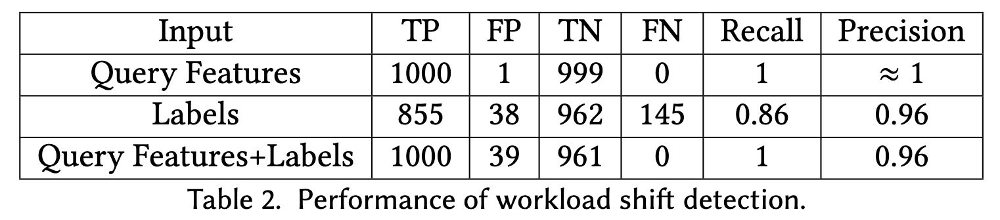 Input TP FP TN FN Recall Precision
Query Features 1000 1 999 0 1 ≈ 1
Labels 855 38 962 145 0.86 0.96
Query Features+Labels 1000 39 961 0 1 0.96
Table 2. Performance of workload shift detection.